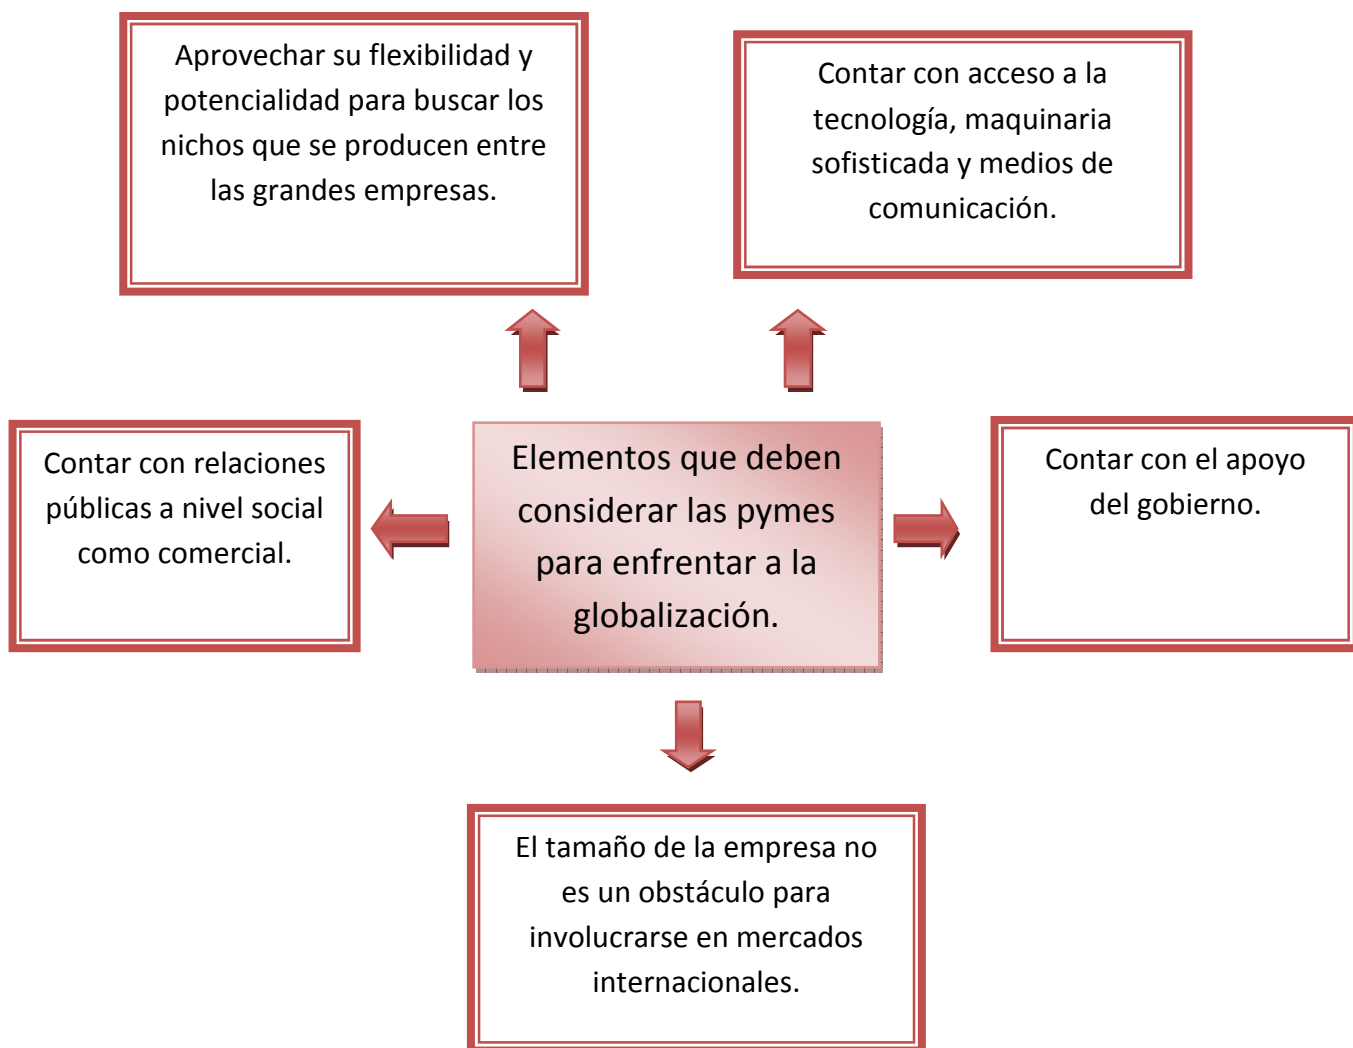 Aprovechar su flexibilidad y
potencialidad para buscar los
nichos que se producen entre
las grandes empresas.
Contar con acceso a la
tecnología, maquinaria
sofisticada y medios de
comunicación.
Contar con relaciones
públicas a nivel social
como comercial.
Elementos que deben
considerar las pymes
para enfrentar a la
globalización.
Contar con el apoyo
del gobierno.
El tamaño de la empresa no
es un obstáculo para
involucrarse en mercados
internacionales.